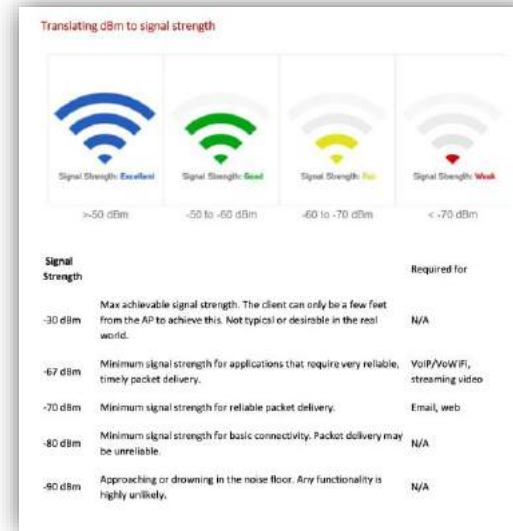 Translating dBm to signal strength
Signal Strength: Excellent
Signal Strength: Good
Signal Strength: Fair
Signal Strength: Weak
>-50 dBm
-50 to -60 dBm
-60 to -70 dBm
< -70 dBm
Signal
Strength
Required for
-30 dBm
Max achievable signal strength. The client can only be a few feet
from the AP to achieve this. Not typical or desirable in the real
world.
N/A
-67 dBm
Minimum signal strength for applications that require very reliable,
timely packet delivery.
VoIP/VoWiFi,
streaming video
-70 dBm
Minimum signal strength for reliable packet delivery.
Email, web
-80 dBm
Minimum signal strength for basic connectivity. Packet delivery may
be unreliable.
N/A
-90 dBm
Approaching or drowning in the noise floor. Any functionality is
highly unlikely.
N/A